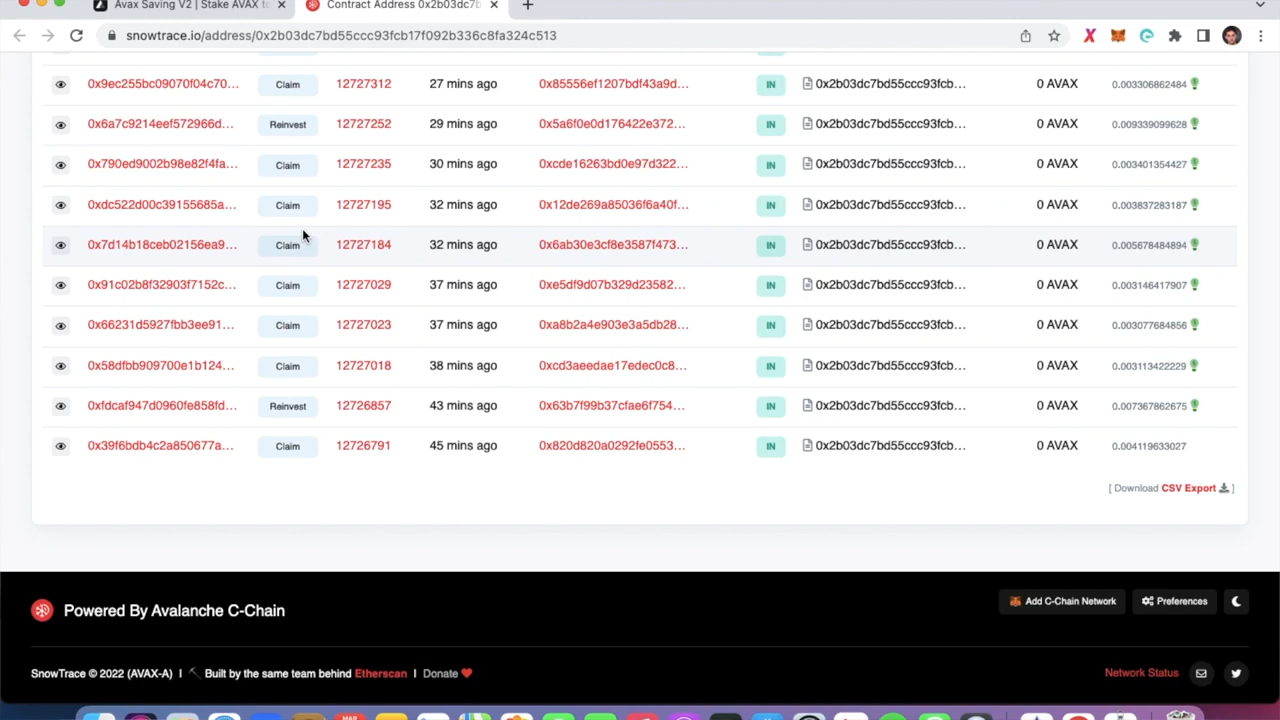 Avax Saving V2 | Stake AVAX to
Contract Address 0x2b03dc7b
snowtrace.io/address/0x2b03dc7bd55ccc93fcb17f092b336c8fa324c513
0x9ec255bc09070f04c70... Claim 12727312 27 mins ago 0x85556ef1207bdf43a9d... IN 0x2b03dc7bd55ccc93fcb... 0 AVAX 0.003306862484
0x6a7c9214eef572966d... Reinvest 12727252 29 mins ago 0x5a6f0e0d176422e372... IN 0x2b03dc7bd55ccc93fcb... 0 AVAX 0.009339099628
0x790ed9002b98e82f4fa... Claim 12727235 30 mins ago 0xcde16263bd0e97d322... IN 0x2b03dc7bd55ccc93fcb... 0 AVAX 0.003401354427
0xdc522d00c39155685a... Claim 12727195 32 mins ago 0x12de269a85036f6a40f... IN 0x2b03dc7bd55ccc93fcb... 0 AVAX 0.003837283187
0x7d14b18ceb02156ea9... Claim 12727184 32 mins ago 0x6ab30e3cf8e3587f473... IN 0x2b03dc7bd55ccc93fcb... 0 AVAX 0.005678484894
0x91c02b8f32903f7152c... Claim 12727029 37 mins ago 0xe5df9d07b329d23582... IN 0x2b03dc7bd55ccc93fcb... 0 AVAX 0.003146417907
0x66231d5927fbb3ee91... Claim 12727023 37 mins ago 0xa8b2a4e903e3a5db28... IN 0x2b03dc7bd55ccc93fcb... 0 AVAX 0.003077684856
0x58dfbb909700e1b124... Claim 12727018 38 mins ago 0xcd3aeedae17edec0c8... IN 0x2b03dc7bd55ccc93fcb... 0 AVAX 0.003113422229
0xfdcaf947d0960fe858fd... Reinvest 12726857 43 mins ago 0x63b7f99b37cfae6f754... IN 0x2b03dc7bd55ccc93fcb... 0 AVAX 0.007367862675
0x39f6bdb4c2a850677a... Claim 12726791 45 mins ago 0x820d820a0292fe0553... IN 0x2b03dc7bd55ccc93fcb... 0 AVAX 0.004119633027
[ Download CSV Export ]
Powered By Avalanche C-Chain
Add C-Chain Network
Preferences
SnowTrace © 2022 (AVAX-A) | Built by the same team behind Etherscan | Donate
Network Status